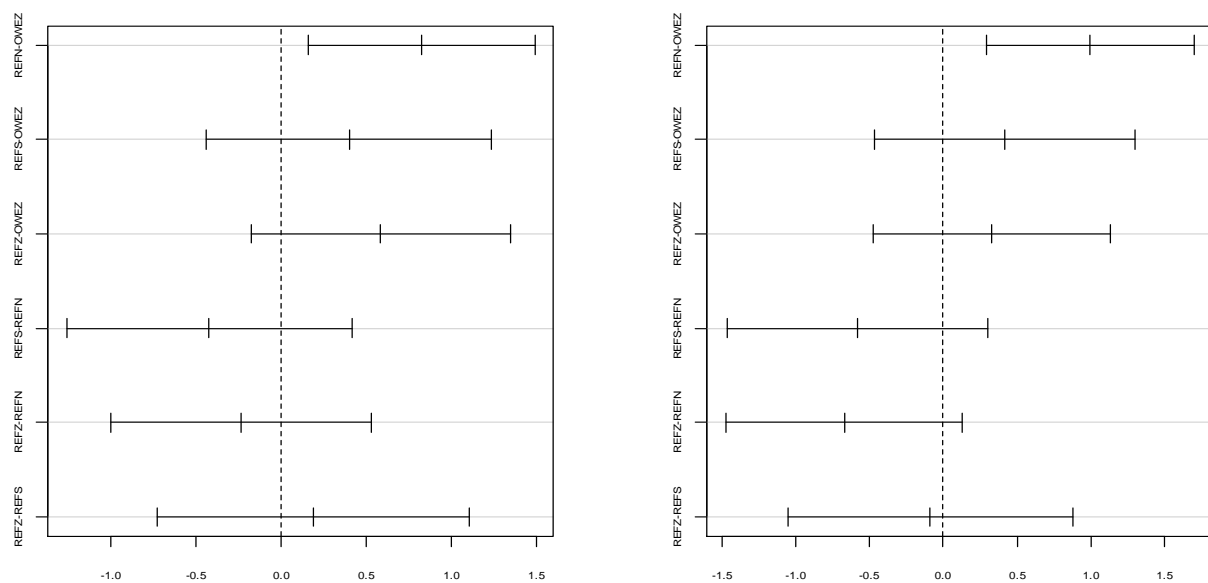 REFN-OWEZ
REFS-OWEZ
REFZ-OWEZ
REFS-REFN
REFZ-REFN
REFZ-REFS
-1.0 -0.5 0.0 0.5 1.0 1.5
REFN-OWEZ
REFS-OWEZ
REFZ-OWEZ
REFS-REFN
REFZ-REFN
REFZ-REFS
-1.5 -1.0 -0.5 0.0 0.5 1.0 1.5